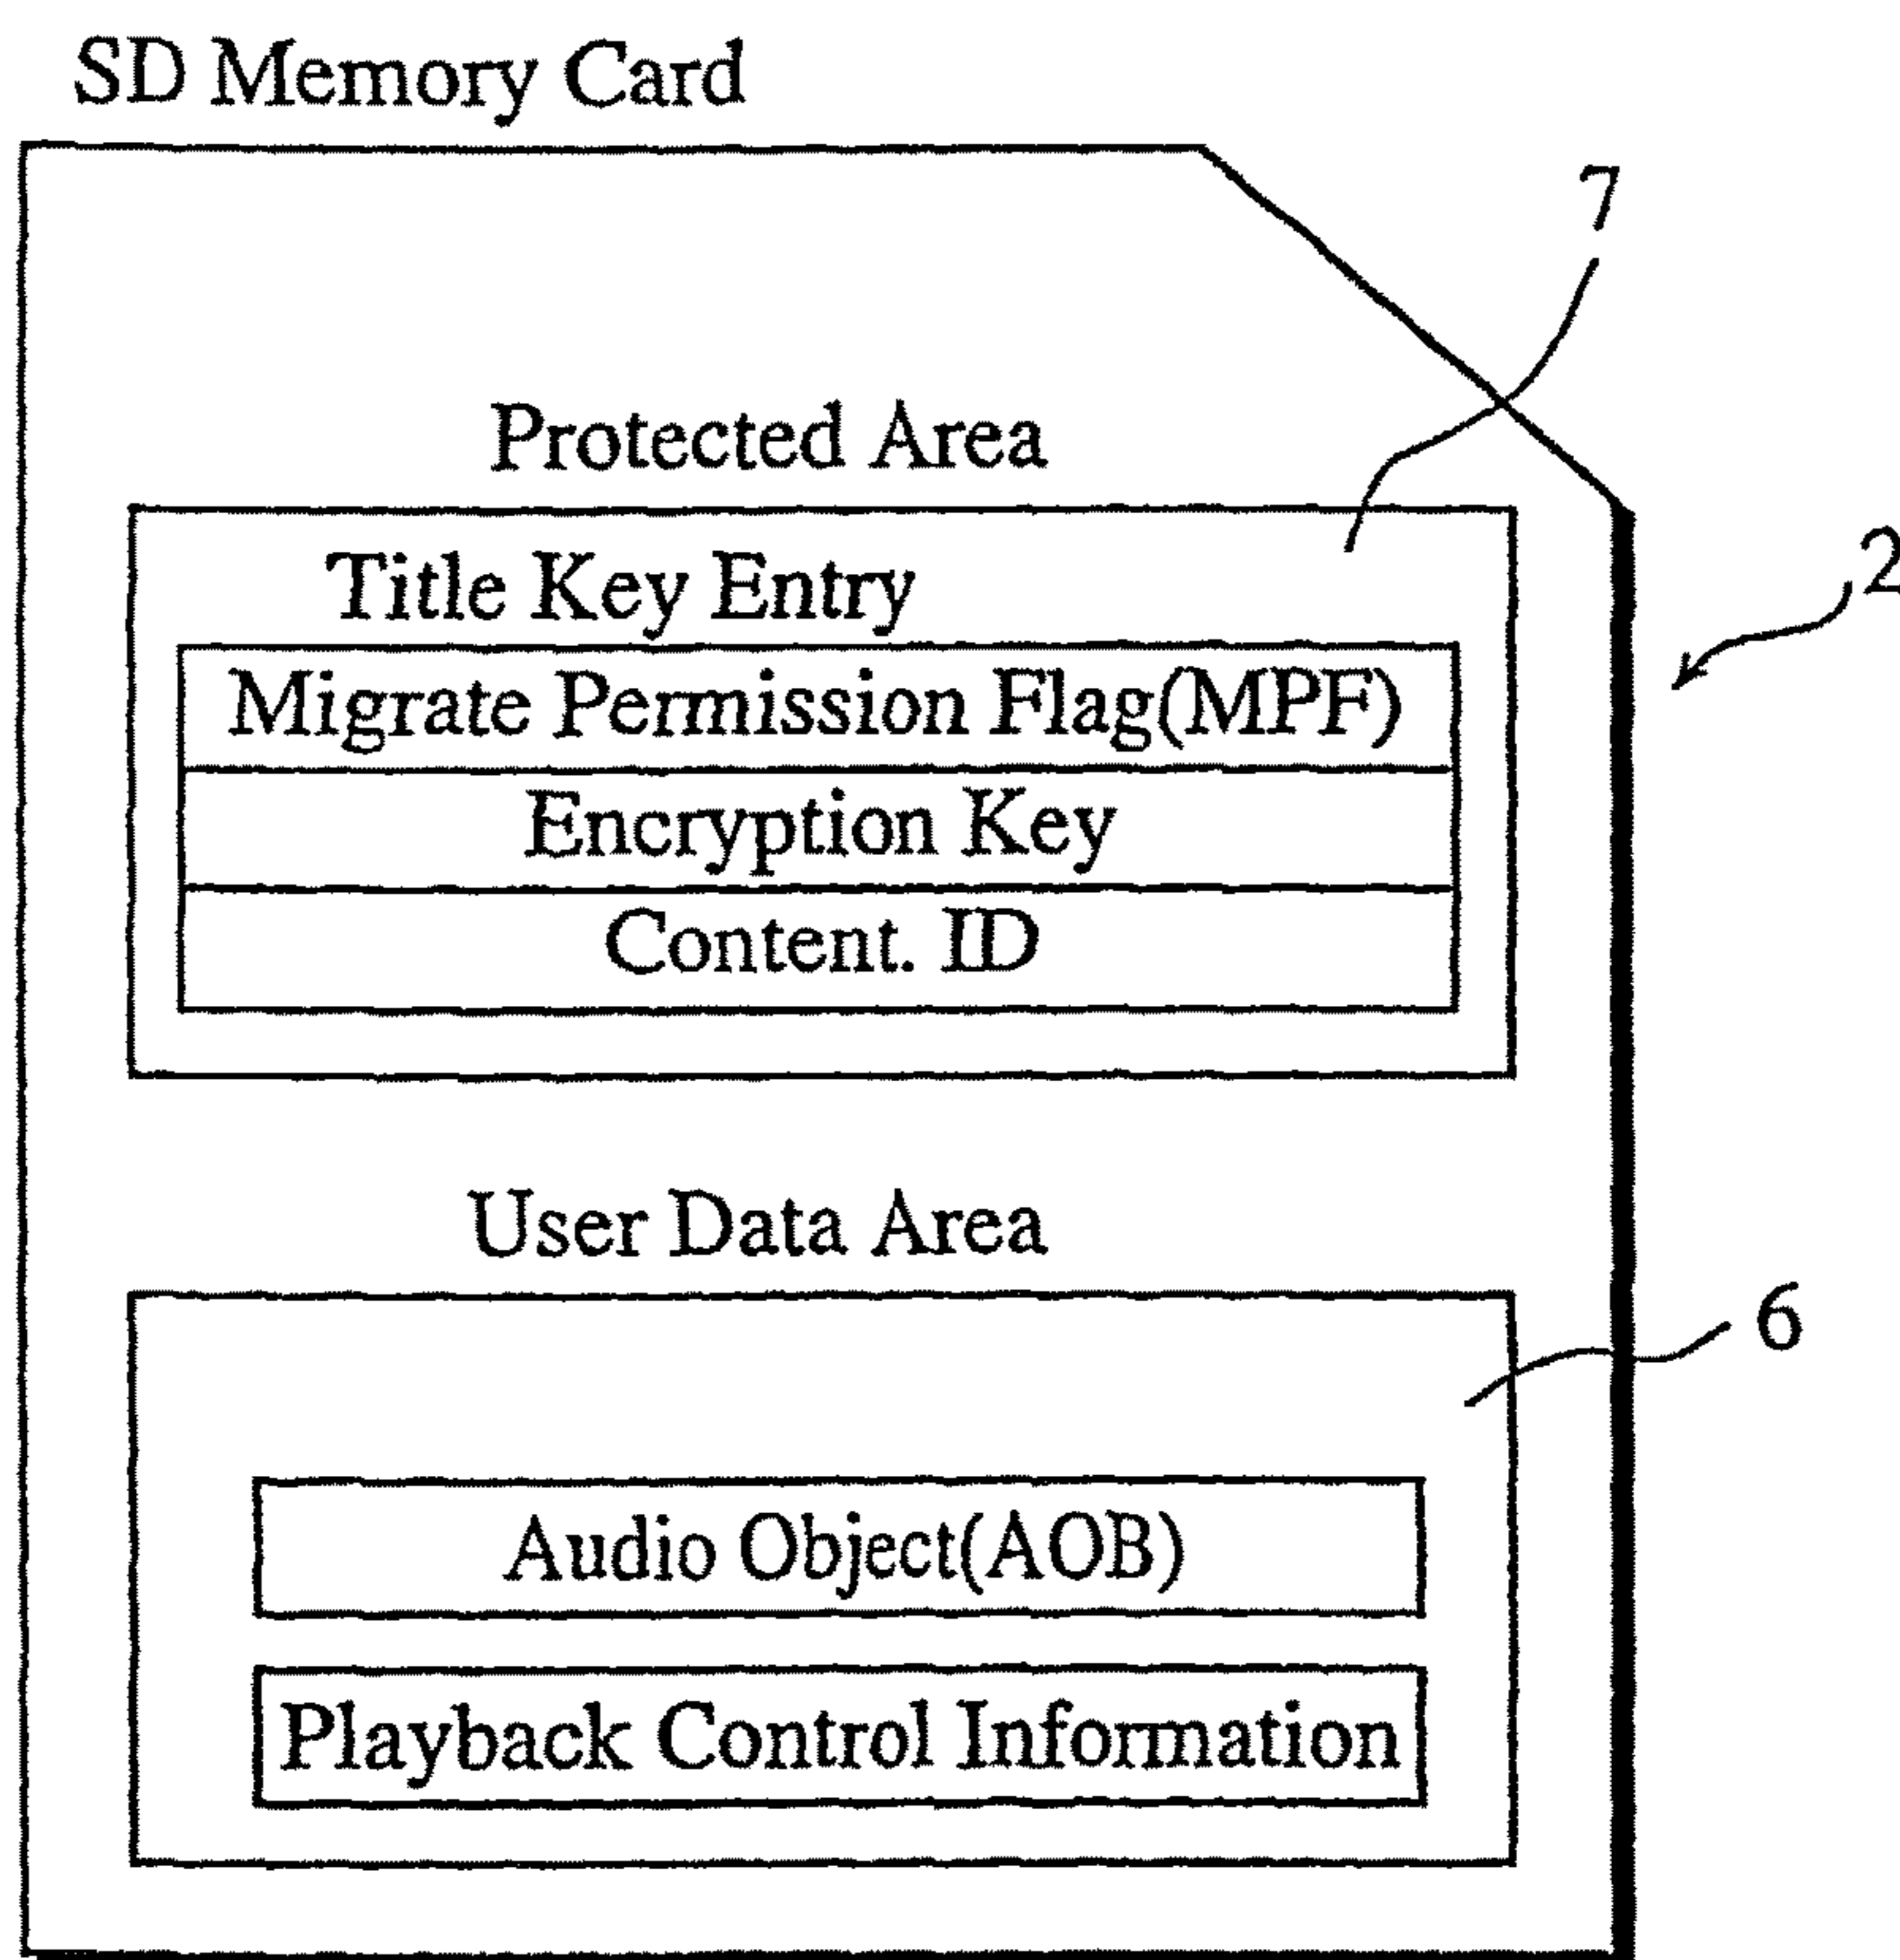 SD Memory Card
7
Protected Area
Title Key Entry
2
Migrate Permission Flag(MPF)
Encryption Key
Content. ID
User Data Area
6
Audio Object(AOB)
Playback Control Information